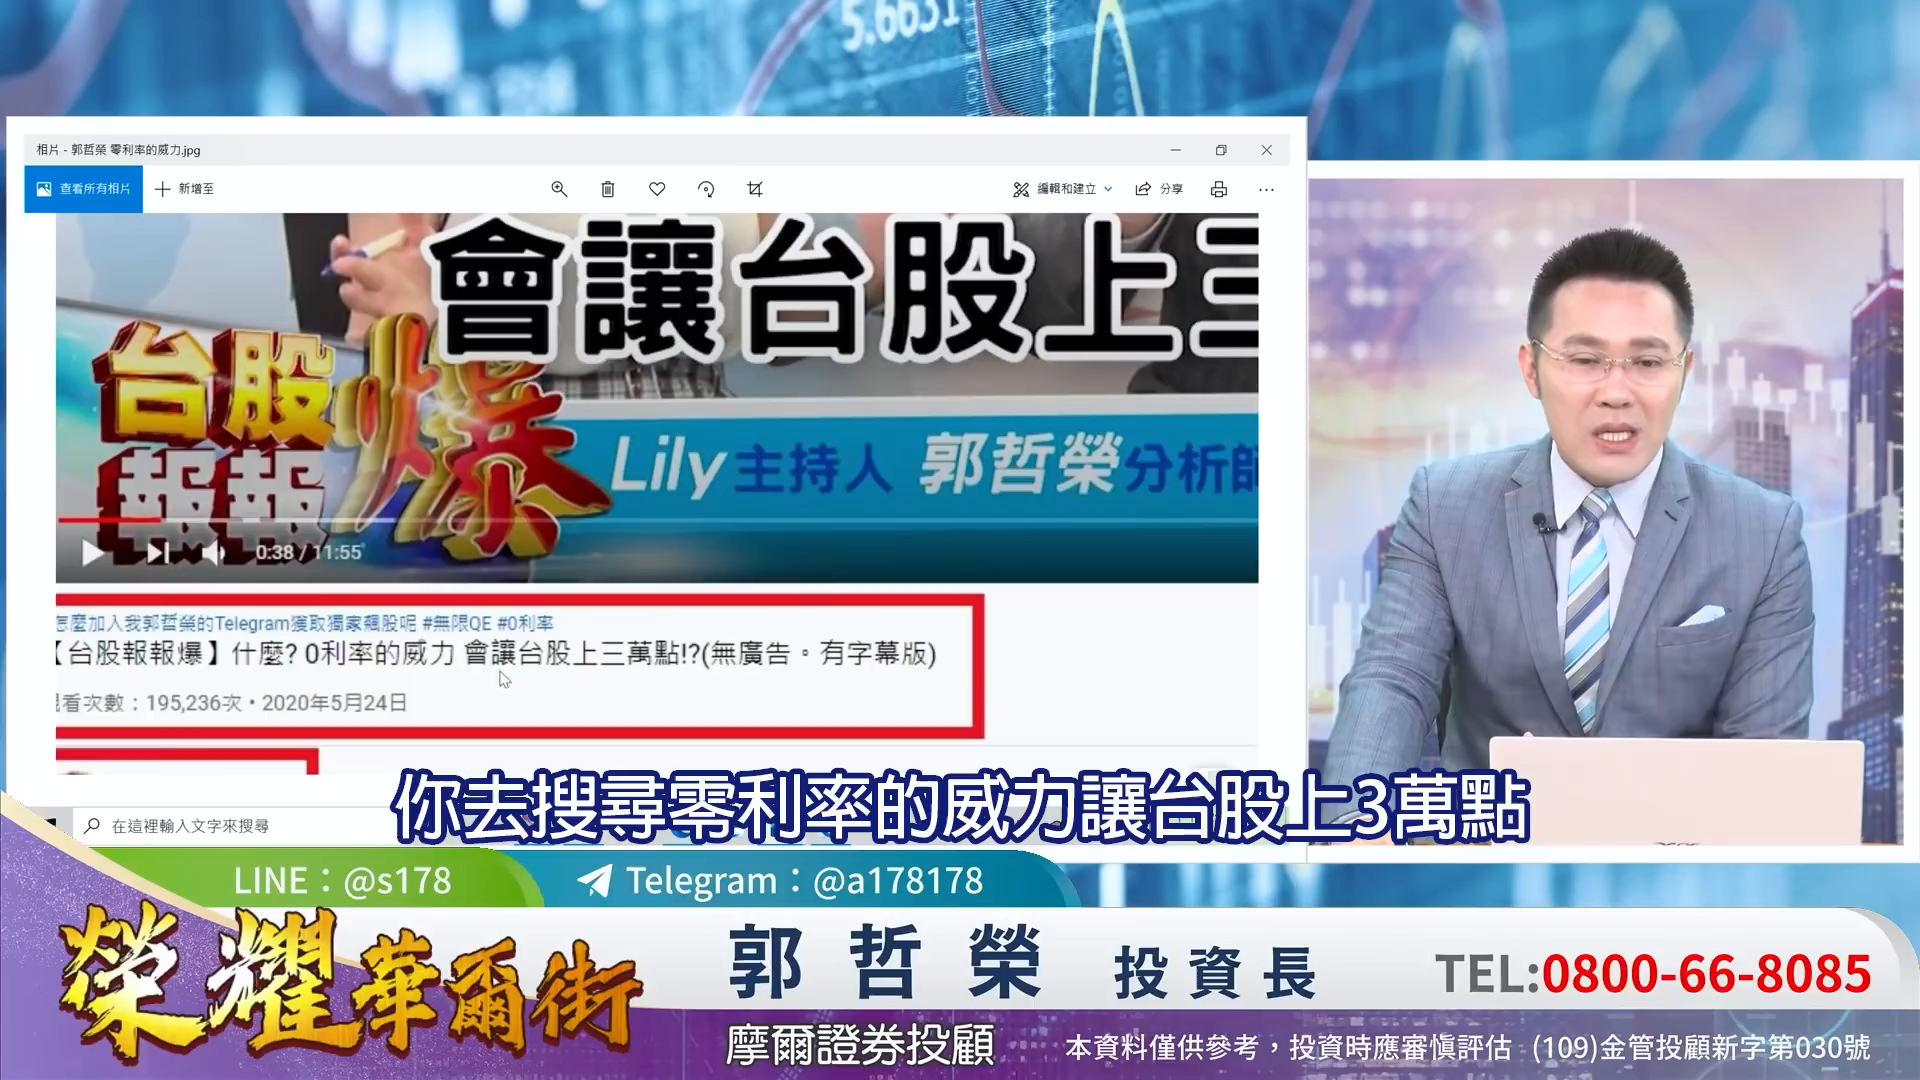 5.6631
相片 - 郭哲榮 零利率的威力.jpg
查看所有相片
新增至
編輯和建立
分享
會讓台股上三
台股
報報
爆
Lily 主持人 郭哲榮分析師
0:38 / 11:55
怎麼加入我郭哲榮的Telegram獲取獨家飆股呢 #無限QE #0利率
【台股報報爆】什麼? 0利率的威力 會讓台股上三萬點!?(無廣告。有字幕版)
觀看次數：195,236次 • 2020年5月24日
你去搜尋零利率的威力讓台股上3萬點
在這裡輸入文字來搜尋
LINE：@s178
Telegram：@a178178
榮耀華爾街
郭哲榮 投資長
TEL:0800-66-8085
摩爾證券投顧
本資料僅供參考，投資時應審慎評估 (109)金管投顧新字第030號